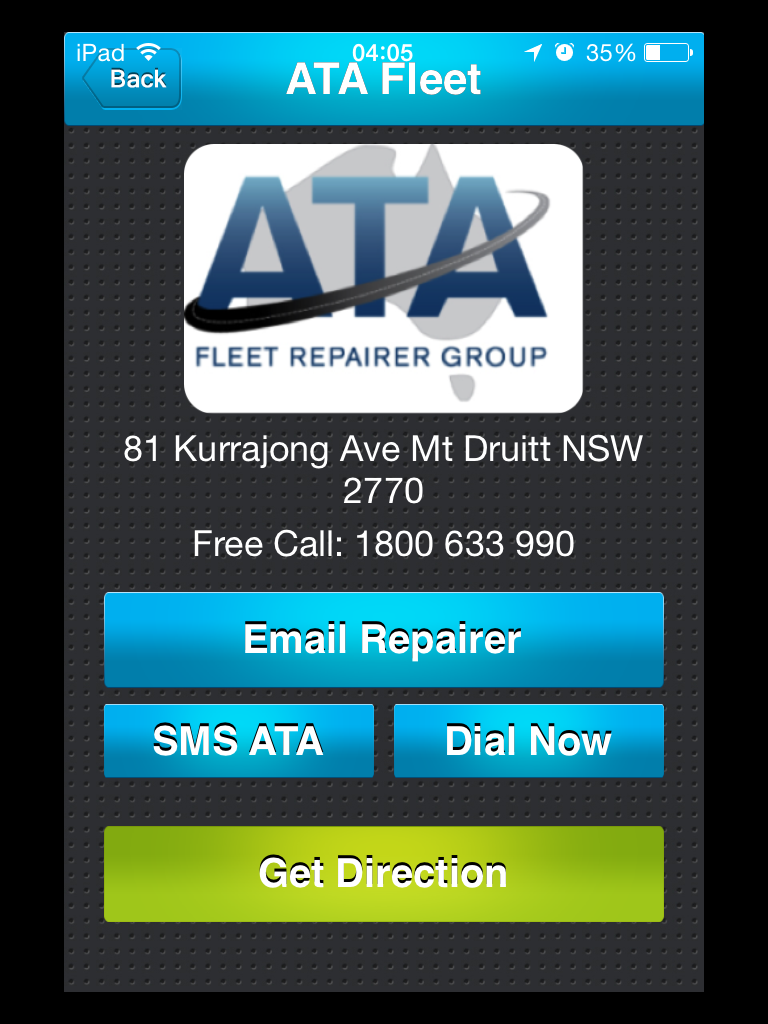 iPad 04:05 35%
Back
ATA Fleet
ATA
FLEET REPAIRER GROUP
81 Kurrajong Ave Mt Druitt NSW
2770
Free Call: 1800 633 990
Email Repairer
SMS ATA
Dial Now
Get Direction